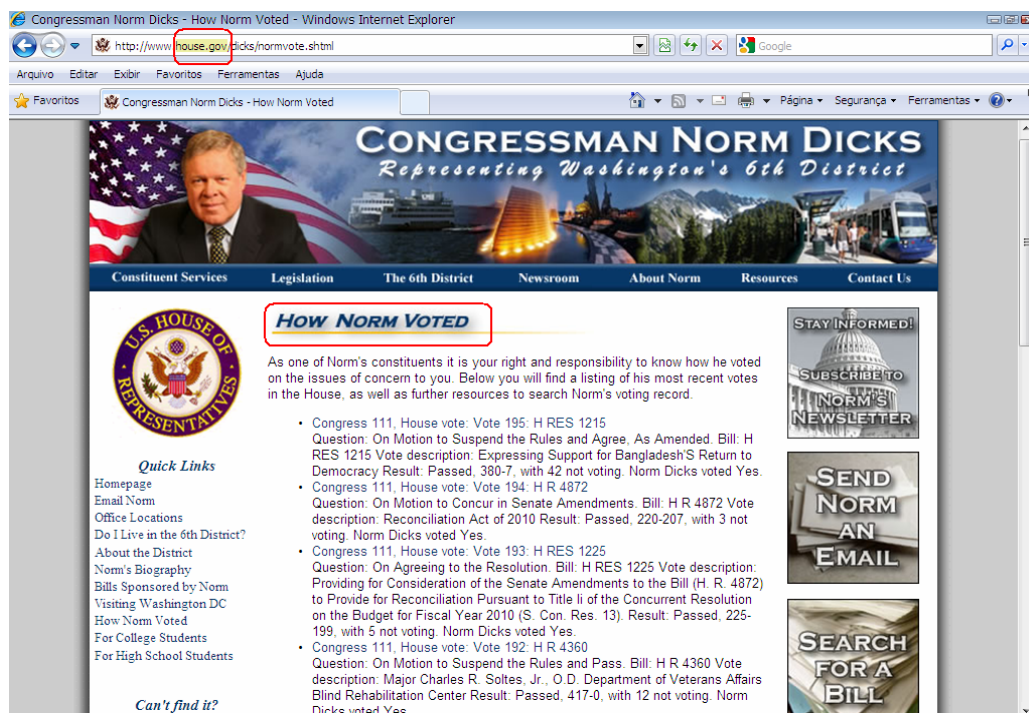 Congressman Norm Dicks - How Norm Voted - Windows Internet Explorer
http://www.house.gov/dicks/normvote.shtml
Google
Arquivo Editar Exibir Favoritos Ferramentas Ajuda
Favoritos
Congressman Norm Dicks - How Norm Voted
Página
Segurança
Ferramentas
CONGRESSMAN NORM DICKS
Representing Washington's 6th District
Constituent Services
Legislation
The 6th District
Newsroom
About Norm
Resources
Contact Us
U.S. HOUSE OF
REPRESENTATIVES
Quick Links
Homepage
Email Norm
Office Locations
Do I Live in the 6th District?
About the District
Norm's Biography
Bills Sponsored by Norm
Visiting Washington DC
How Norm Voted
For College Students
For High School Students
Can't find it?
HOW NORM VOTED
As one of Norm's constituents it is your right and responsibility to know how he voted
on the issues of concern to you. Below you will find a listing of his most recent votes
in the House, as well as further resources to search Norm's voting record.
• Congress 111, House vote: Vote 195: H RES 1215
Question: On Motion to Suspend the Rules and Agree, As Amended. Bill: H
RES 1215 Vote description: Expressing Support for Bangladesh'S Return to
Democracy Result: Passed, 380-7, with 42 not voting. Norm Dicks voted Yes.
• Congress 111, House vote: Vote 194: H R 4872
Question: On Motion to Concur in Senate Amendments. Bill: H R 4872 Vote
description: Reconciliation Act of 2010 Result: Passed, 220-207, with 3 not
voting. Norm Dicks voted Yes.
• Congress 111, House vote: Vote 193: H RES 1225
Question: On Agreeing to the Resolution. Bill: H RES 1225 Vote description:
Providing for Consideration of the Senate Amendments to the Bill (H. R. 4872)
to Provide for Reconciliation Pursuant to Title Ii of the Concurrent Resolution
on the Budget for Fiscal Year 2010 (S. Con. Res. 13). Result: Passed, 225-
199, with 5 not voting. Norm Dicks voted Yes.
• Congress 111, House vote: Vote 192: H R 4360
Question: On Motion to Suspend the Rules and Pass. Bill: H R 4360 Vote
description: Major Charles R. Soltes, Jr., O.D. Department of Veterans Affairs
Blind Rehabilitation Center Result: Passed, 417-0, with 12 not voting. Norm
Dicks voted Yes.
STAY INFORMED!
SUBSCRIBE TO
NORM'S
NEWSLETTER
SEND
NORM
AN
EMAIL
SEARCH
FOR A
BILL